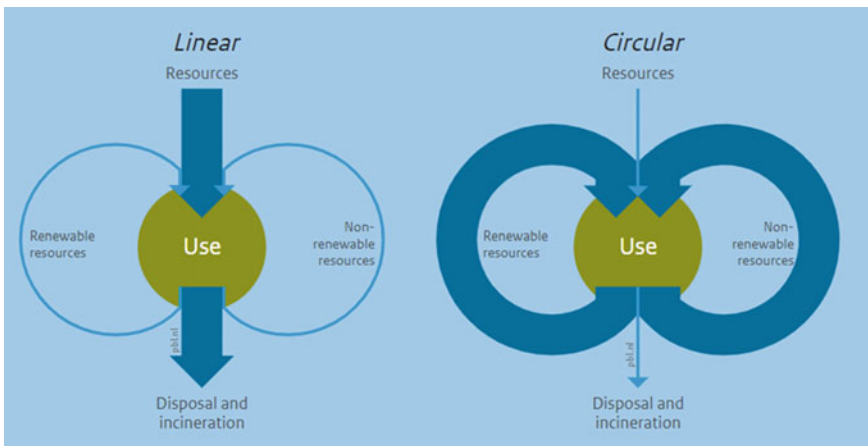 Linear
Resources
Renewable
resources
Use
Non-
renewable
resources
pbl.nl
Disposal and
incineration
Circular
Resources
Renewable
resources
Use
Non-
renewable
resources
pbl.nl
Disposal and
incineration